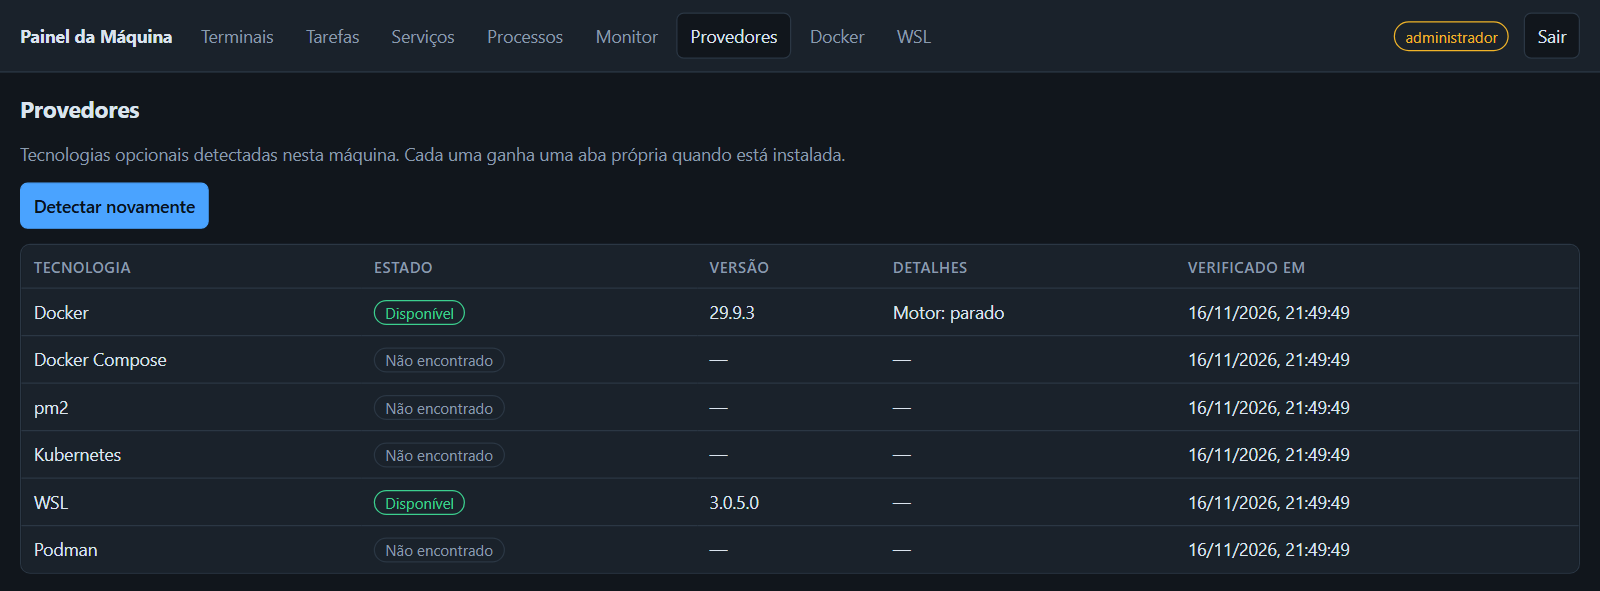 Painel da Máquina Terminais Tarefas Serviços Processos Monitor Provedores Docker WSL administrador Sair
Provedores
Tecnologias opcionais detectadas nesta máquina. Cada uma ganha uma aba própria quando está instalada.
Detectar novamente
TECNOLOGIA ESTADO VERSÃO DETALHES VERIFICADO EM
Docker Disponível 29.9.3 Motor: parado 16/11/2026, 21:49:49
Docker Compose Não encontrado — — 16/11/2026, 21:49:49
pm2 Não encontrado — — 16/11/2026, 21:49:49
Kubernetes Não encontrado — — 16/11/2026, 21:49:49
WSL Disponível 3.0.5.0 — 16/11/2026, 21:49:49
Podman Não encontrado — — 16/11/2026, 21:49:49